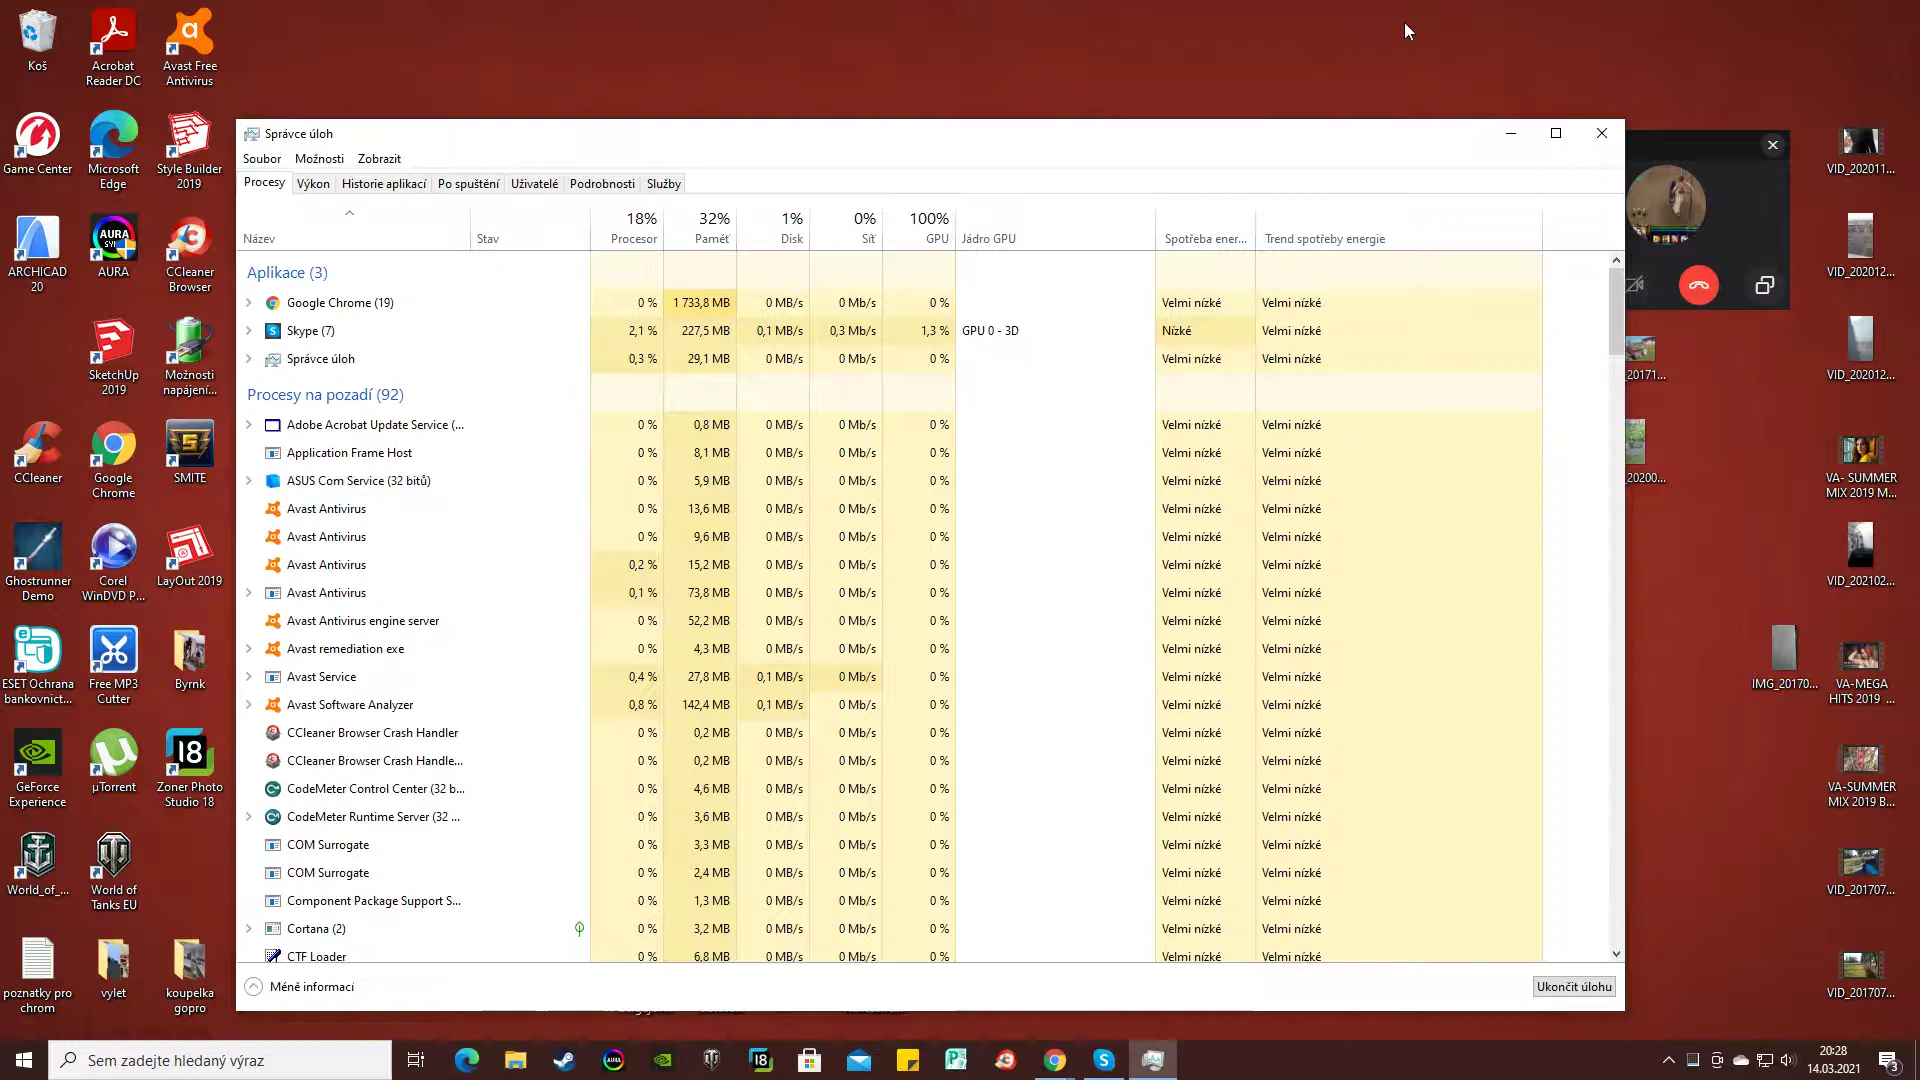 Koš
Acrobat
Reader DC
Avast Free
Antivirus
Game Center
Microsoft
Edge
Style Builder
2019
ARCHICAD
20
AURA
CCleaner
Browser
SketchUp
2019
Možnosti
napájení...
CCleaner
Google
Chrome
SMITE
Ghostrunner
Demo
Corel
WinDVD P...
LayOut 2019
ESET Ochrana
bankovnict...
Free MP3
Cutter
Byrnk
GeForce
Experience
µTorrent
Zoner Photo
Studio 18
World_of_...
World of
Tanks EU
poznatky pro
chrom
vylet
koupelka
gopro
Správce úloh
Soubor Možnosti Zobrazit
Procesy Výkon Historie aplikací Po spuštění Uživatelé Podrobnosti Služby
18% 32% 1% 0% 100%
Název Stav Procesor Paměť Disk Síť GPU Jádro GPU Spotřeba ener... Trend spotřeby energie
Aplikace (3)
Google Chrome (19) 0 % 1 733,8 MB 0 MB/s 0 Mb/s 0 % Velmi nízké Velmi nízké
Skype (7) 2,1 % 227,5 MB 0,1 MB/s 0,3 Mb/s 1,3 % GPU 0 - 3D Nízké Velmi nízké
Správce úloh 0,3 % 29,1 MB 0 MB/s 0 Mb/s 0 % Velmi nízké Velmi nízké
Procesy na pozadí (92)
Adobe Acrobat Update Service (... 0 % 0,8 MB 0 MB/s 0 Mb/s 0 % Velmi nízké Velmi nízké
Application Frame Host 0 % 8,1 MB 0 MB/s 0 Mb/s 0 % Velmi nízké Velmi nízké
ASUS Com Service (32 bitů) 0 % 5,9 MB 0 MB/s 0 Mb/s 0 % Velmi nízké Velmi nízké
Avast Antivirus 0 % 13,6 MB 0 MB/s 0 Mb/s 0 % Velmi nízké Velmi nízké
Avast Antivirus 0 % 9,6 MB 0 MB/s 0 Mb/s 0 % Velmi nízké Velmi nízké
Avast Antivirus 0,2 % 15,2 MB 0 MB/s 0 Mb/s 0 % Velmi nízké Velmi nízké
Avast Antivirus 0,1 % 73,8 MB 0 MB/s 0 Mb/s 0 % Velmi nízké Velmi nízké
Avast Antivirus engine server 0 % 52,2 MB 0 MB/s 0 Mb/s 0 % Velmi nízké Velmi nízké
Avast remediation exe 0 % 4,3 MB 0 MB/s 0 Mb/s 0 % Velmi nízké Velmi nízké
Avast Service 0,4 % 27,8 MB 0,1 MB/s 0 Mb/s 0 % Velmi nízké Velmi nízké
Avast Software Analyzer 0,8 % 142,4 MB 0,1 MB/s 0 Mb/s 0 % Velmi nízké Velmi nízké
CCleaner Browser Crash Handler 0 % 0,2 MB 0 MB/s 0 Mb/s 0 % Velmi nízké Velmi nízké
CCleaner Browser Crash Handle... 0 % 0,2 MB 0 MB/s 0 Mb/s 0 % Velmi nízké Velmi nízké
CodeMeter Control Center (32 b... 0 % 4,6 MB 0 MB/s 0 Mb/s 0 % Velmi nízké Velmi nízké
CodeMeter Runtime Server (32 ... 0 % 3,6 MB 0 MB/s 0 Mb/s 0 % Velmi nízké Velmi nízké
COM Surrogate 0 % 3,3 MB 0 MB/s 0 Mb/s 0 % Velmi nízké Velmi nízké
COM Surrogate 0 % 2,4 MB 0 MB/s 0 Mb/s 0 % Velmi nízké Velmi nízké
Component Package Support S... 0 % 1,3 MB 0 MB/s 0 Mb/s 0 % Velmi nízké Velmi nízké
Cortana (2) 0 % 3,2 MB 0 MB/s 0 Mb/s 0 % Velmi nízké Velmi nízké
CTF Loader 0 % 6,8 MB 0 MB/s 0 Mb/s 0 % Velmi nízké Velmi nízké
Méně informací
Ukončit úlohu
_20171...
_20200...
IMG_20170...
VID_202011...
VID_202012...
VID_202012...
VA- SUMMER
MIX 2019 M...
VID_202102...
VA-MEGA
HITS 2019 ...
VA-SUMMER
MIX 2019 B...
VID_201707...
VID_201707...
Sem zadejte hledaný výraz
20:28
14.03.2021
3